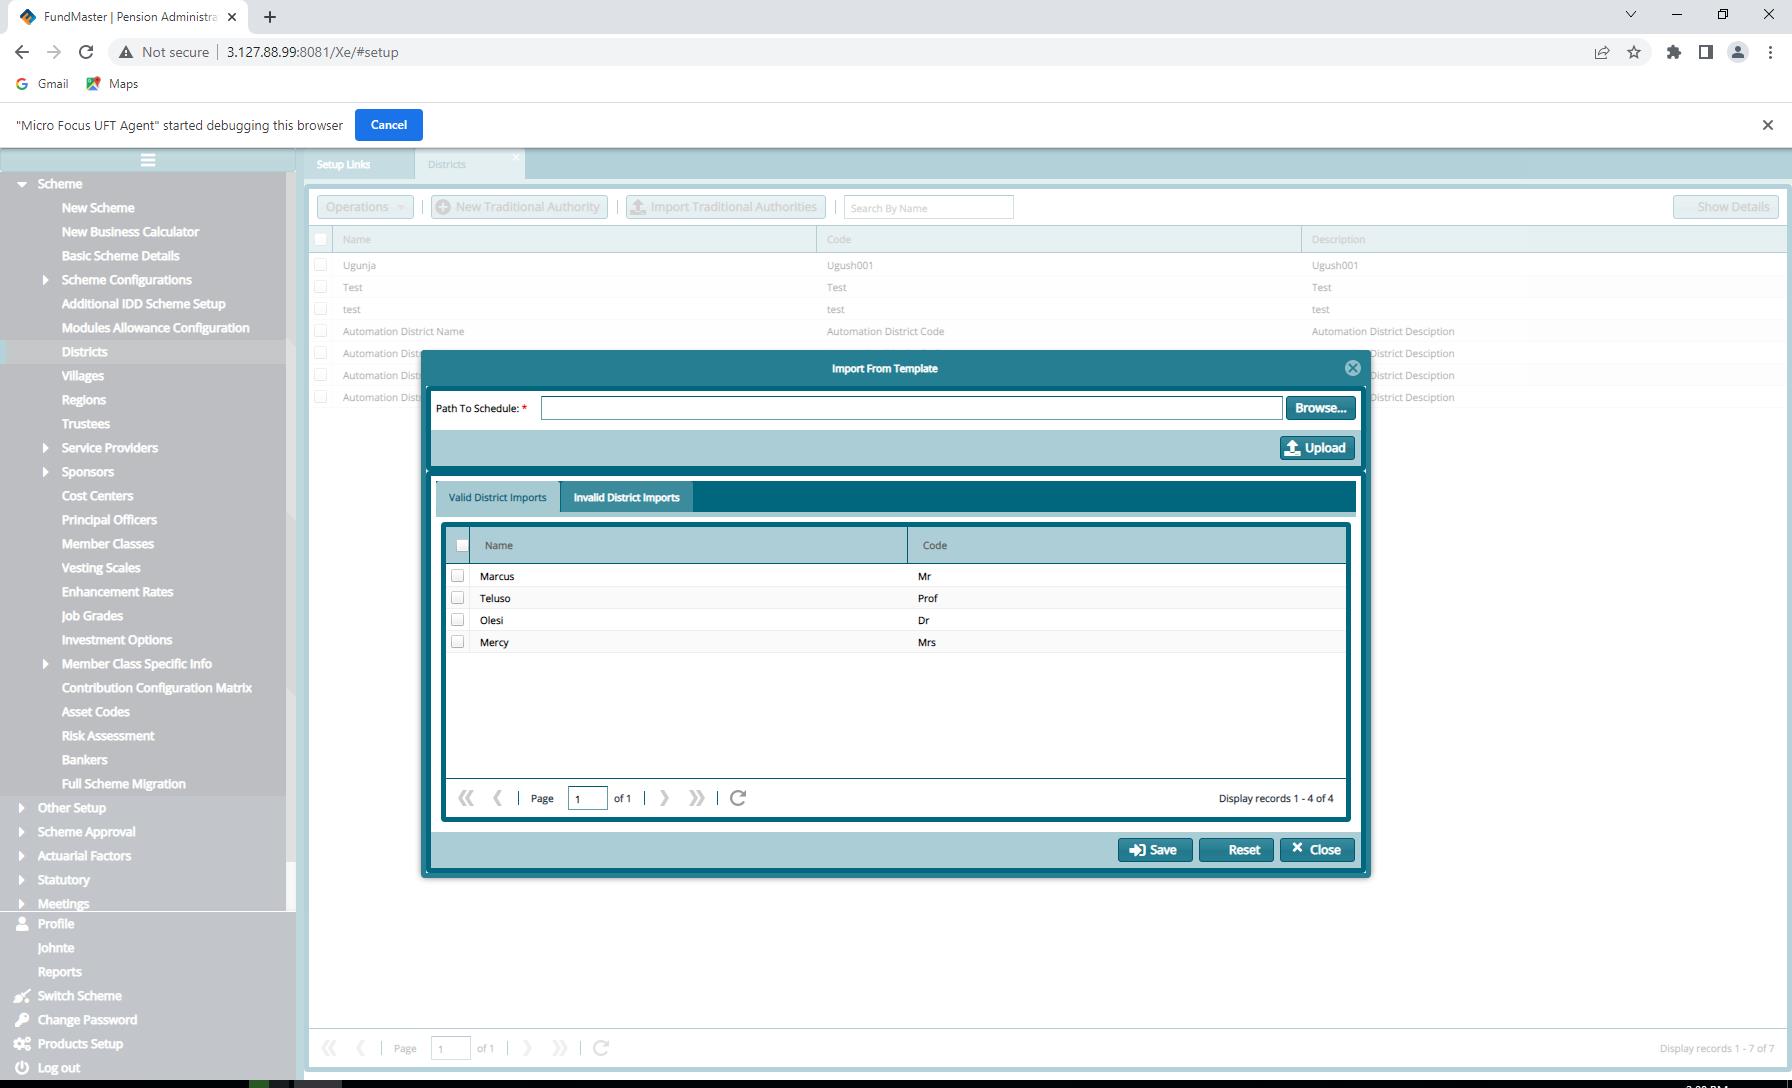 FundMaster | Pension Administra
Not secure
3.127.88.99:8081/Xe/#setup
Gmail
Maps
"Micro Focus UFT Agent" started debugging this browser
Cancel
Setup Links
Districts
Operations
New Traditional Authority
Import Traditional Authorities
Search By Name
Show Details
Name Code Description
Ugunja Ugush001 Ugush001
Test Test Test
test test test
Automation District Name Automation District Code Automation District Desciption
Automation Dist District Desciption
Automation Dist District Desciption
Automation Dist District Desciption
Scheme
New Scheme
New Business Calculator
Basic Scheme Details
Scheme Configurations
Additional IDD Scheme Setup
Modules Allowance Configuration
Districts
Villages
Regions
Trustees
Service Providers
Sponsors
Cost Centers
Principal Officers
Member Classes
Vesting Scales
Enhancement Rates
Job Grades
Investment Options
Member Class Specific Info
Contribution Configuration Matrix
Asset Codes
Risk Assessment
Bankers
Full Scheme Migration
Other Setup
Scheme Approval
Actuarial Factors
Statutory
Meetings
Profile
Johnte
Reports
Switch Scheme
Change Password
Products Setup
Log out
Import From Template
Path To Schedule: *
Browse...
Upload
Valid District Imports
Invalid District Imports
Name Code
Marcus Mr
Teluso Prof
Olesi Dr
Mercy Mrs
Page 1 of 1
Display records 1 - 4 of 4
Save
Reset
Close
Page 1 of 1
Display records 1 - 7 of 7